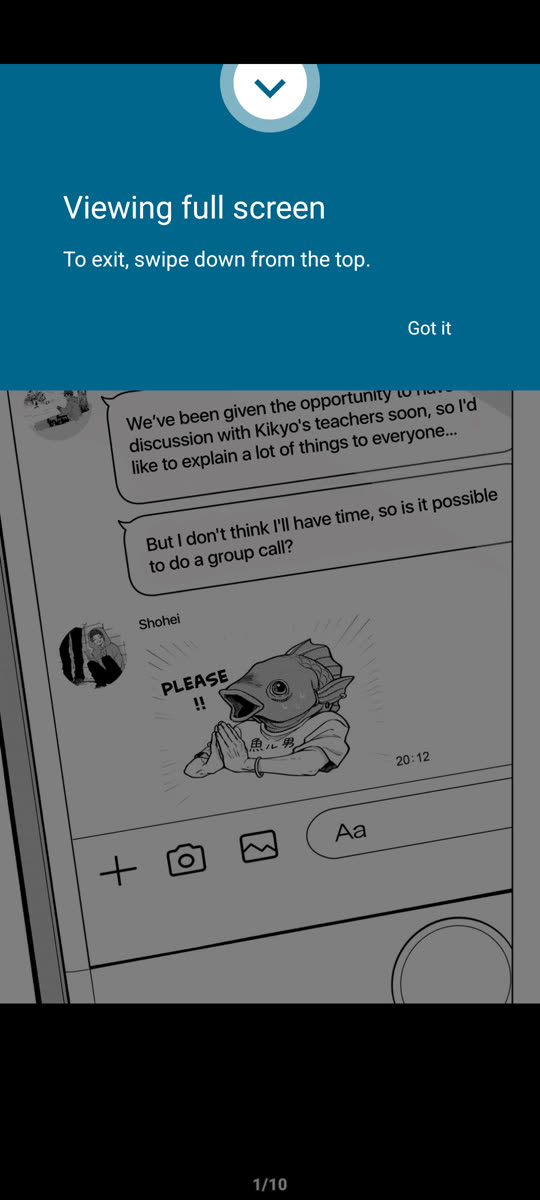 Viewing full screen
To exit, swipe down from the top.
Got it
We've been given the opportunity to have
discussion with Kikyo's teachers soon, so I'd
like to explain a lot of things to everyone...
But I don't think I'll have time, so is it possible
to do a group call?
Shohei
PLEASE
!!
魚ル男
20:12
Aa
1/10